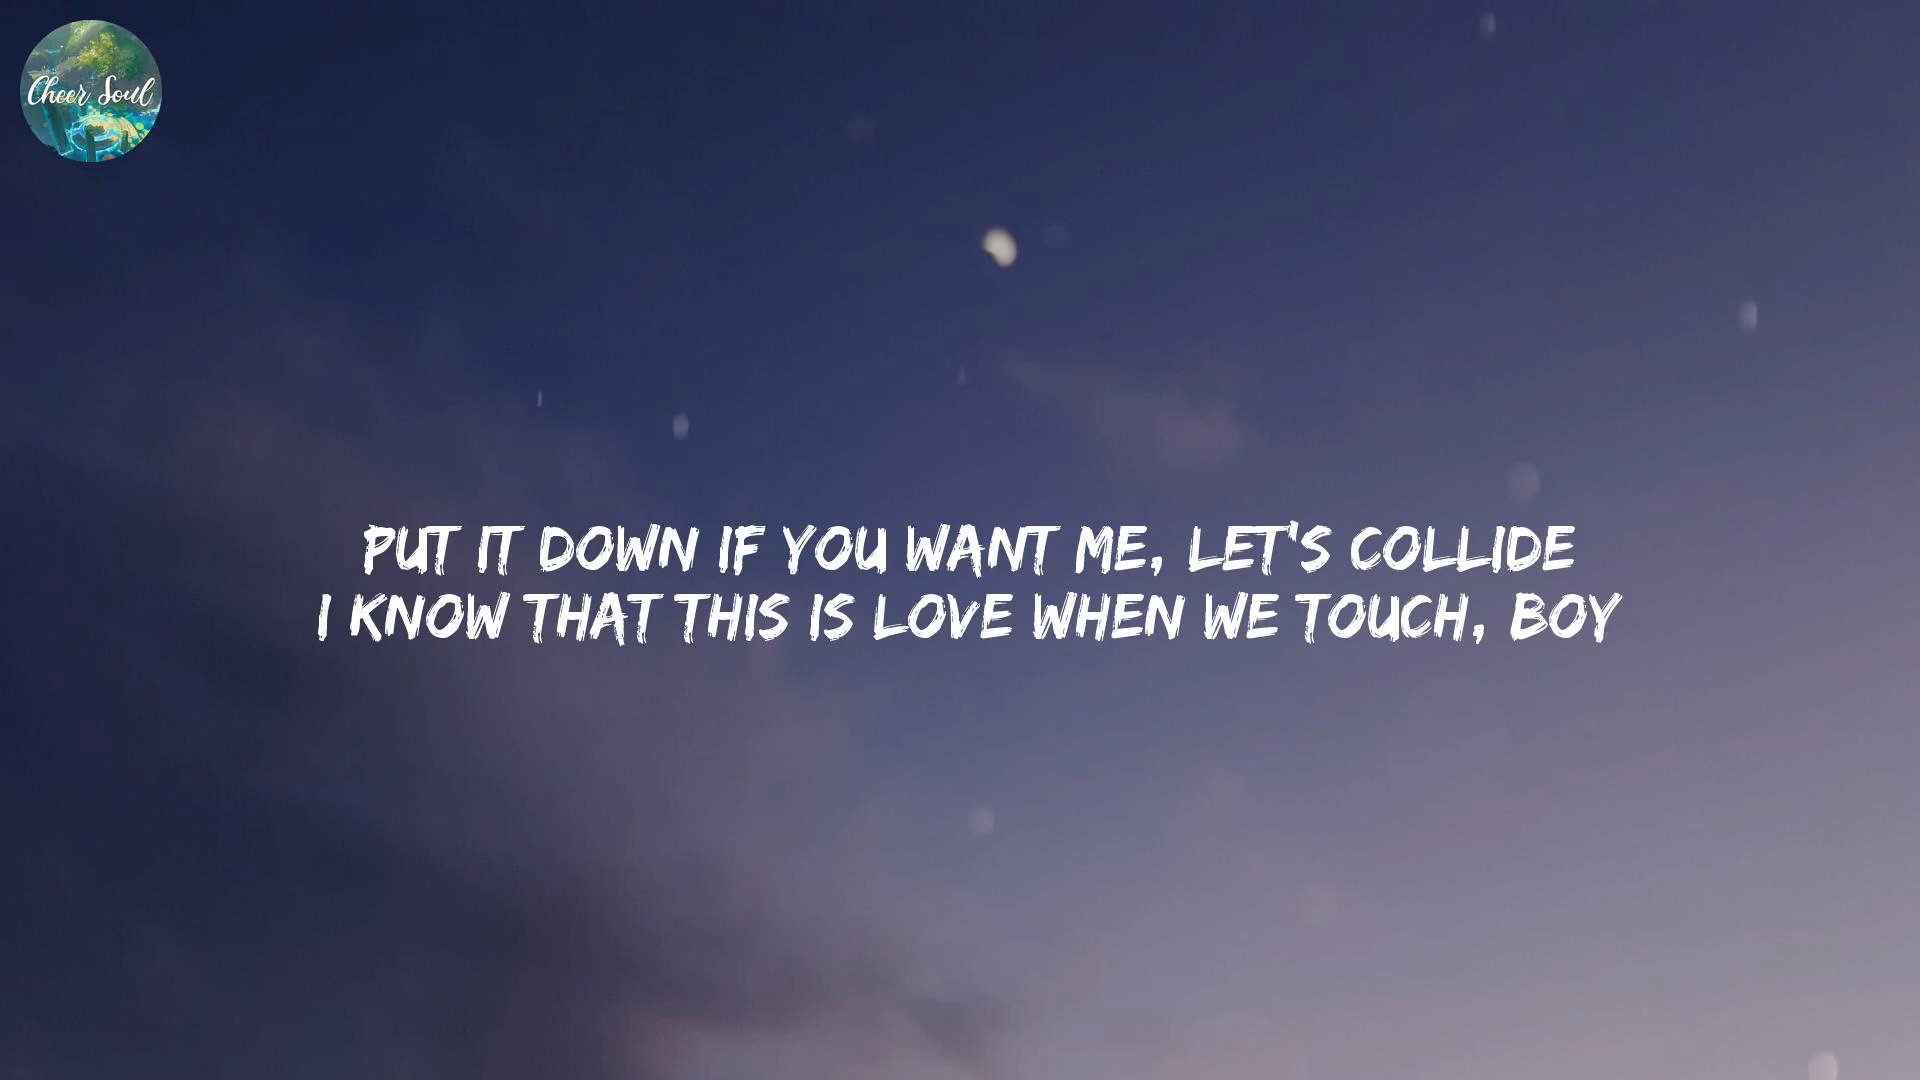 Cheer Soul
PUT IT DOWN IF YOU WANT ME, LET'S COLLIDE
I KNOW THAT THIS IS LOVE WHEN WE TOUCH, BOY